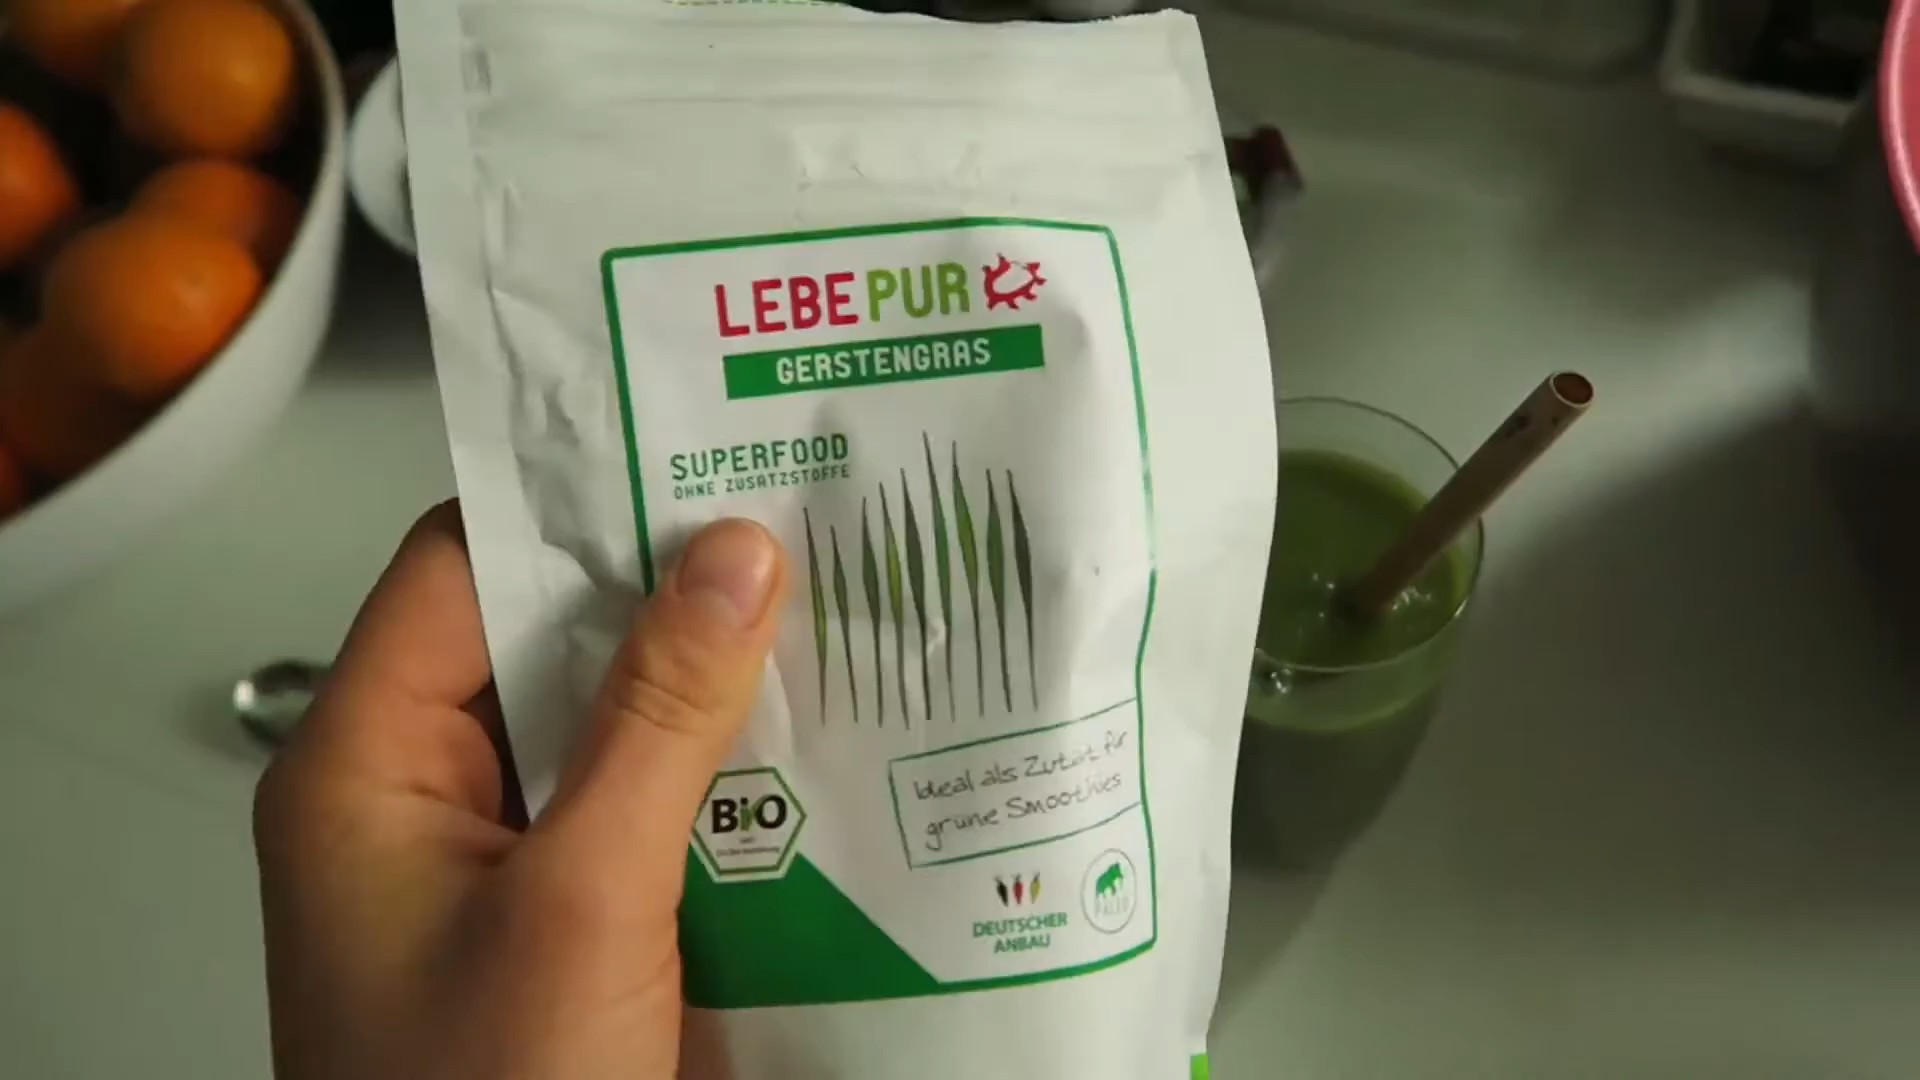 LEBEPUR
GERSTENGRAS
SUPERFOOD
OHNE ZUSATZSTOFFE
Ideal als Zutat für
grüne Smoothies
BiO
DEUTSCHER
ANBAU
PALEO